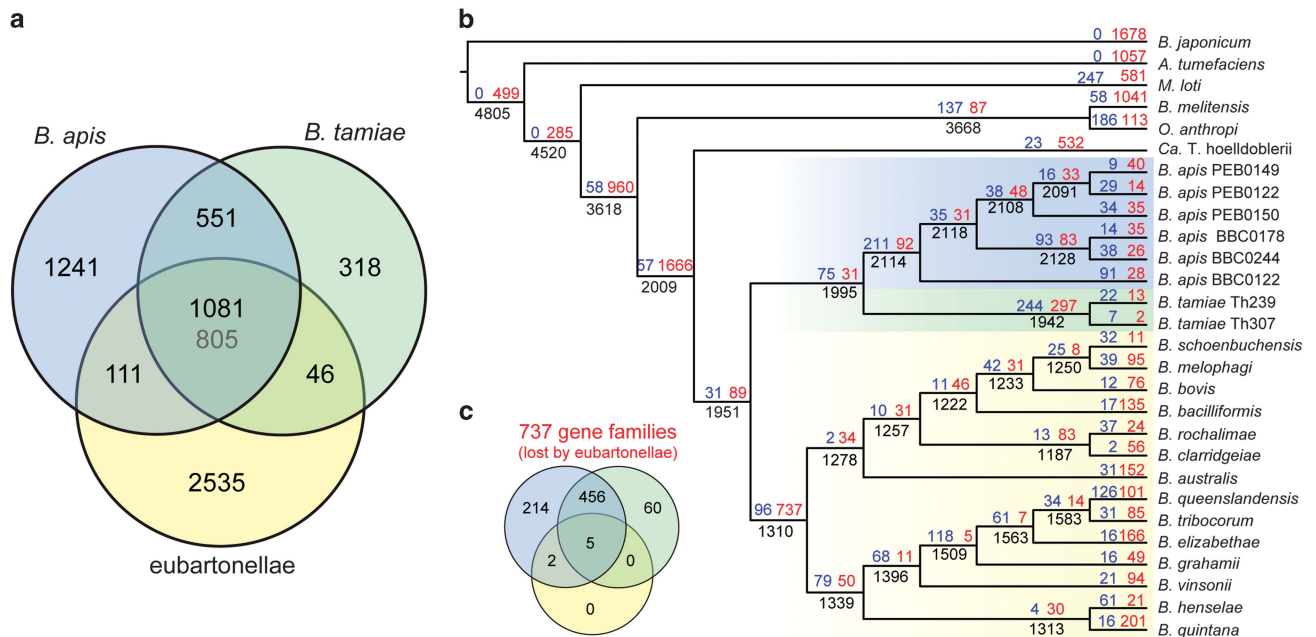 a
B. apis
B. tamiae
551
1241
318
1081
805
111
46
2535
eubartonellae
b
0 1678
B. japonicum
0 1057
A. tumefaciens
0 499
4805
247 581
M. loti
0 285
4520
137 87
3668
58 1041
B. melitensis
186 113
O. anthropi
58 960
3618
23 532
Ca. T. hoelldoblerii
57 1666
2009
9 40
B. apis PEB0149
16 33
2091
29 14
B. apis PEB0122
38 48
2108
34 35
B. apis PEB0150
35 31
2118
14 35
B. apis BBC0178
93 83
2128
38 26
B. apis BBC0244
211 92
2114
91 28
B. apis BBC0122
75 31
1995
22 13
B. tamiae Th239
244 297
1942
7 2
B. tamiae Th307
31 89
1951
32 11
B. schoenbuchensis
25 8
1250
39 95
B. melophagi
42 31
1233
12 76
B. bovis
11 46
1222
17 135
B. bacilliformis
10 31
1257
37 24
B. rochalimae
13 83
1187
2 56
B. clarridgeiae
2 34
1278
31 152
B. australis
96 737
1310
126 101
B. queenslandensis
34 14
1583
31 85
B. tribocorum
61 7
1563
16 166
B. elizabethae
118 5
1509
16 49
B. grahamii
68 11
1396
21 94
B. vinsonii
79 50
1339
61 21
B. henselae
4 30
1313
16 201
B. quintana
c
737 gene families
(lost by eubartonellae)
214
456
60
2
5
0
0